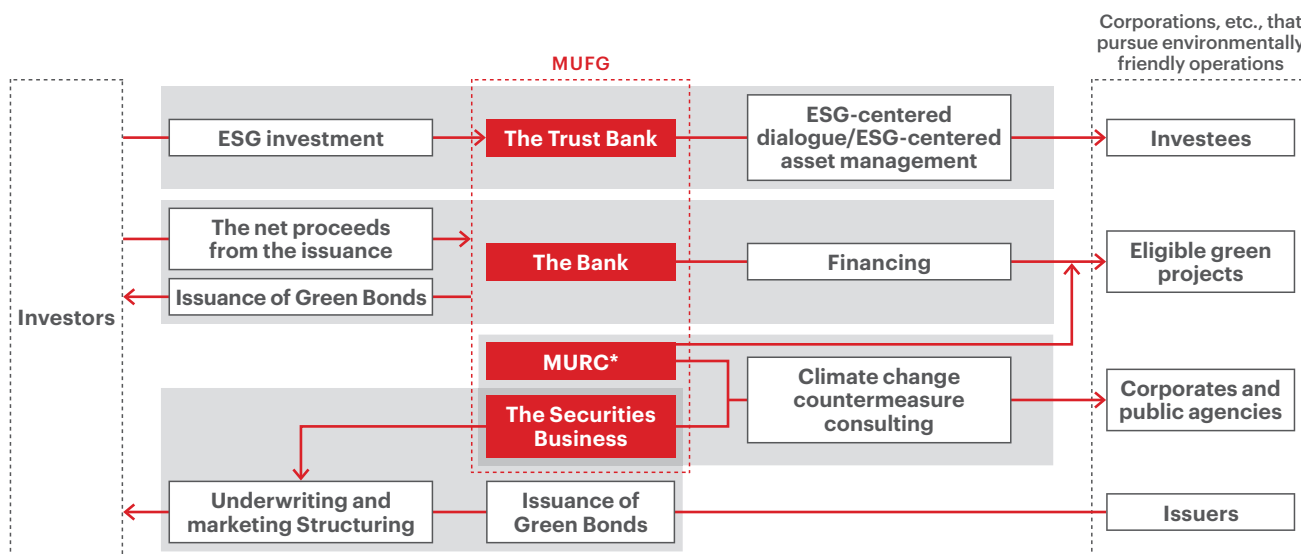 Corporations, etc., that
pursue environmentally
friendly operations
MUFG
ESG investment
The Trust Bank
ESG-centered
dialogue/ESG-centered
asset management
Investees
The net proceeds
from the issuance
The Bank
Financing
Eligible green
projects
Issuance of Green Bonds
Investors
MURC*
Climate change
countermeasure
consulting
Corporates and
public agencies
The Securities
Business
Underwriting and
marketing Structuring
Issuance of
Green Bonds
Issuers